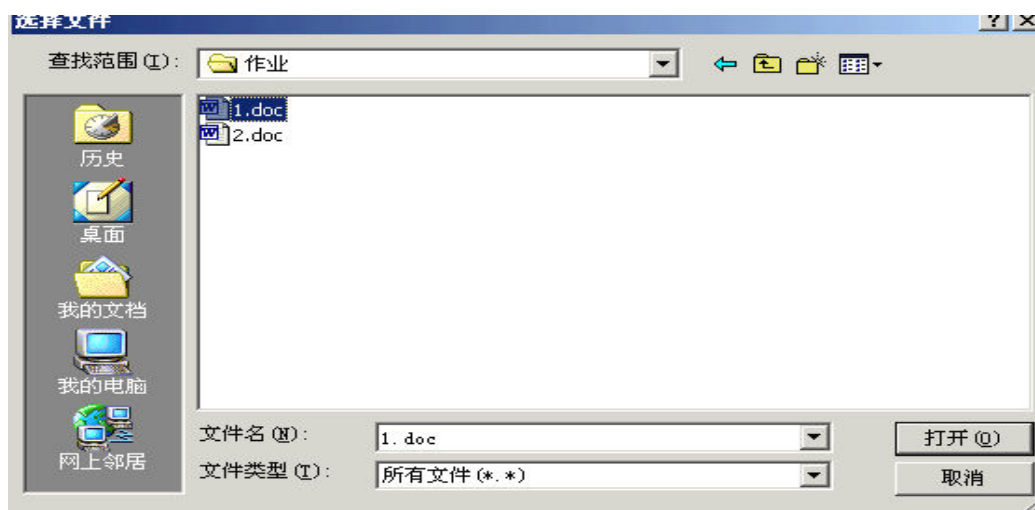 选择文件
查找范围(I):
作业
1.doc
2.doc
历史
桌面
我的文档
我的电脑
网上邻居
文件名(N):
1.doc
打开(O)
文件类型(T):
所有文件(*.*)
取消